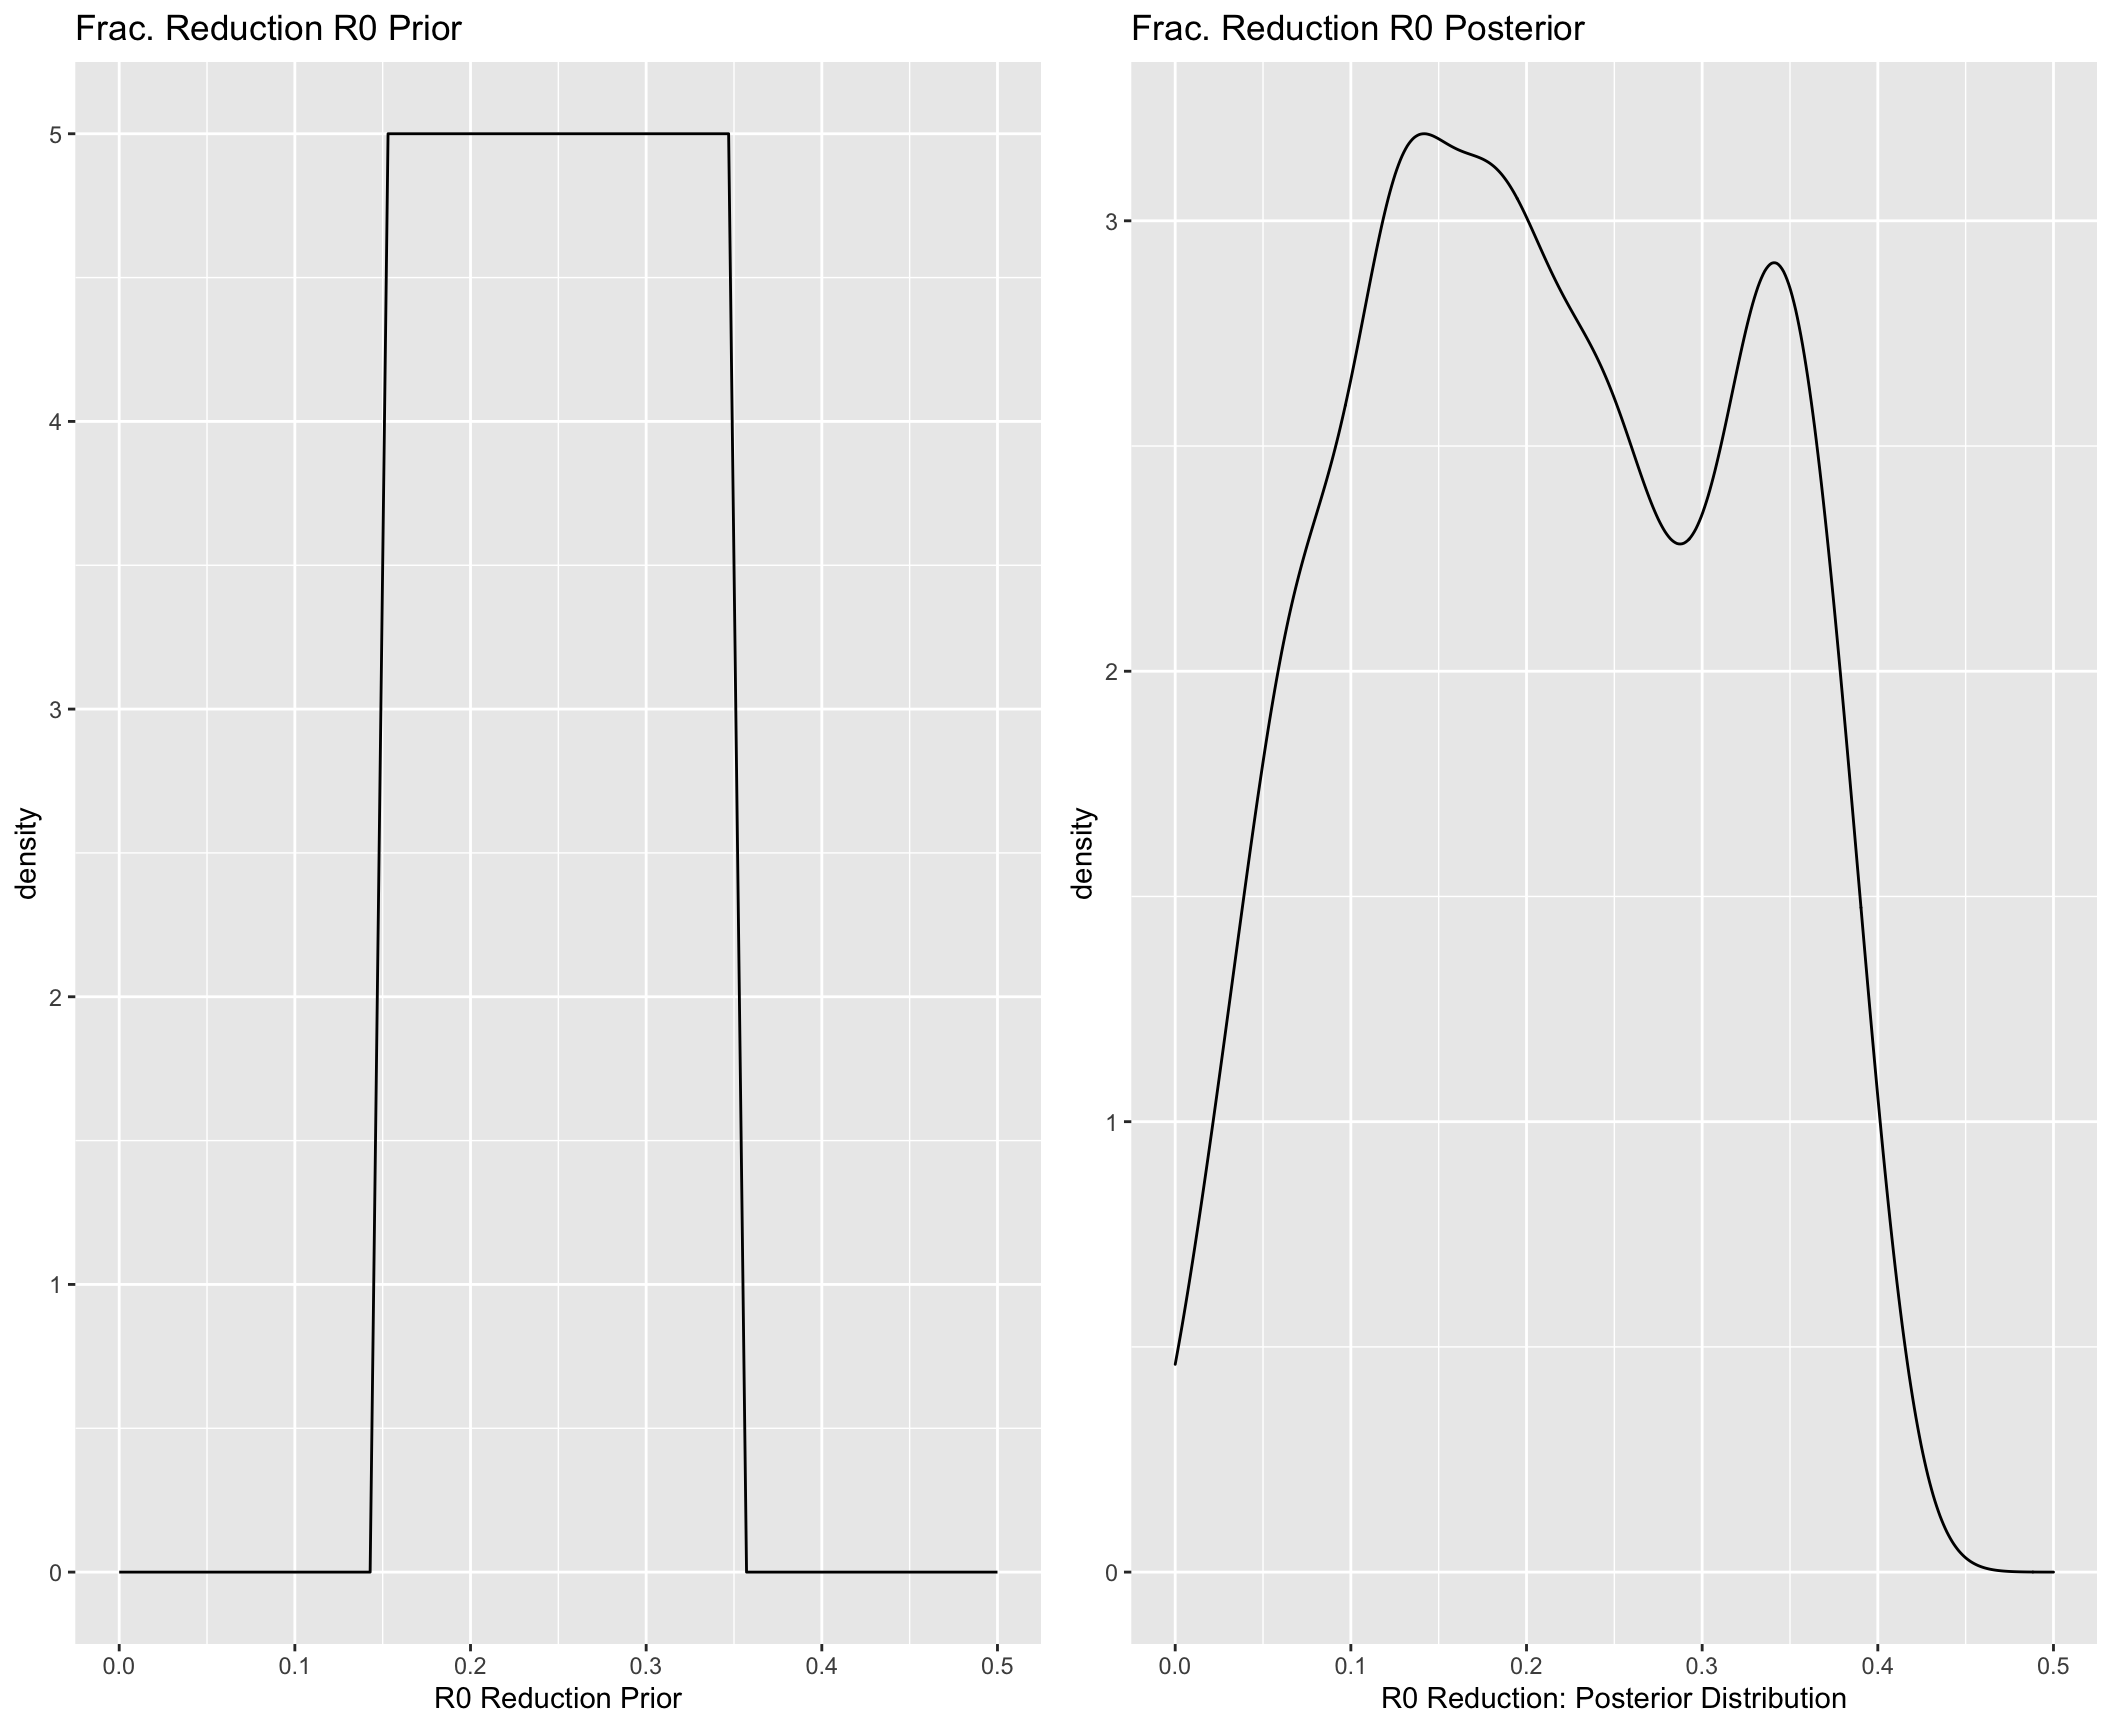 Frac. Reduction R0 Prior
5
4
3
2
1
0
density
0.0 0.1 0.2 0.3 0.4 0.5
R0 Reduction Prior
Frac. Reduction R0 Posterior
3
2
1
0
density
0.0 0.1 0.2 0.3 0.4 0.5
R0 Reduction: Posterior Distribution